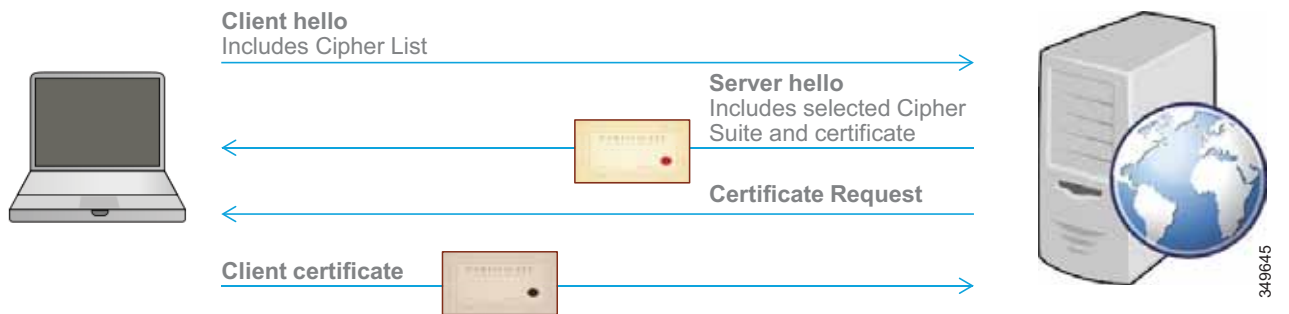 Client hello
Includes Cipher List
Server hello
Includes selected Cipher
Suite and certificate
Certificate Request
Client certificate
349645